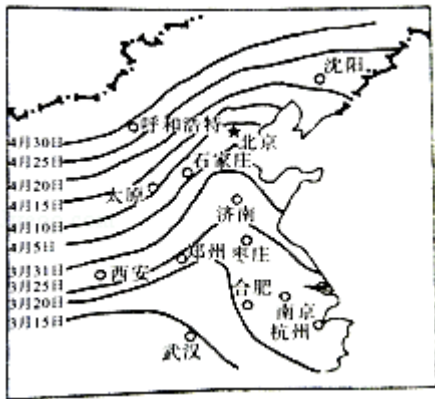 沈阳
呼和浩特
北京
石家庄
太原
济南
郑州
枣庄
西安
合肥
南京
杭州
武汉
4月30日
4月25日
4月20日
4月15日
4月10日
4月5日
3月31日
3月25日
3月20日
3月15日